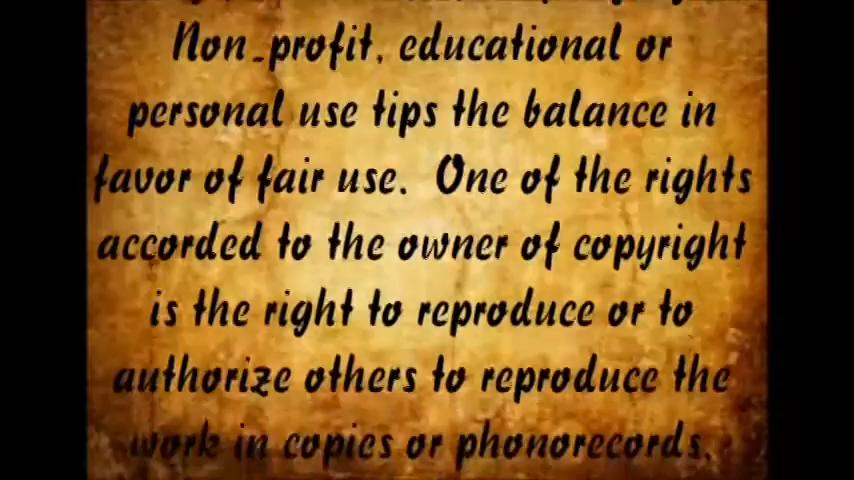 Non-profit, educational or
personal use tips the balance in
favor of fair use. One of the rights
accorded to the owner of copyright
is the right to reproduce or to
authorize others to reproduce the
work in copies or phonorecords.